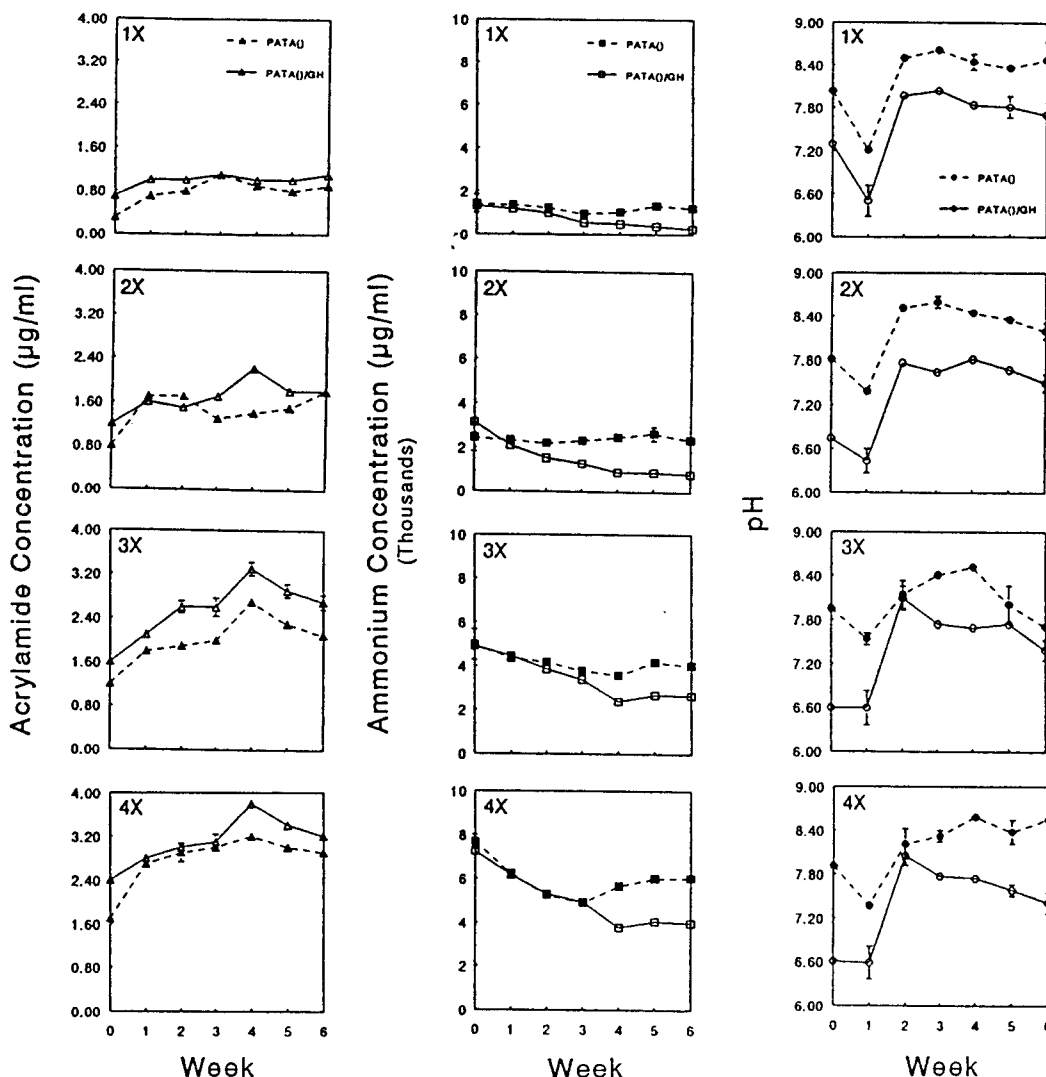 Acrylamide Concentration (µg/ml)
4.00
3.20
2.40
1.60
0.80
0.00
1X
PATA()
PATA()/GH
4.00
3.20
2.40
1.60
0.80
0.00
2X
4.00
3.20
2.40
1.60
0.80
0.00
3X
4.00
3.20
2.40
1.60
0.80
0.00
4X
0 1 2 3 4 5 6
Week
Ammonium Concentration (µg/ml)
(Thousands)
10
8
6
4
2
0
1X
PATA()
PATA()/GH
10
8
6
4
2
0
2X
10
8
6
4
2
0
3X
10
8
6
4
2
0
4X
0 1 2 3 4 5 6
Week
pH
9.00
8.40
7.80
7.20
6.60
6.00
1X
PATA()
PATA()/GH
9.00
8.40
7.80
7.20
6.60
6.00
2X
9.00
8.40
7.80
7.20
6.60
6.00
3X
9.00
8.40
7.80
7.20
6.60
6.00
4X
0 1 2 3 4 5 6
Week